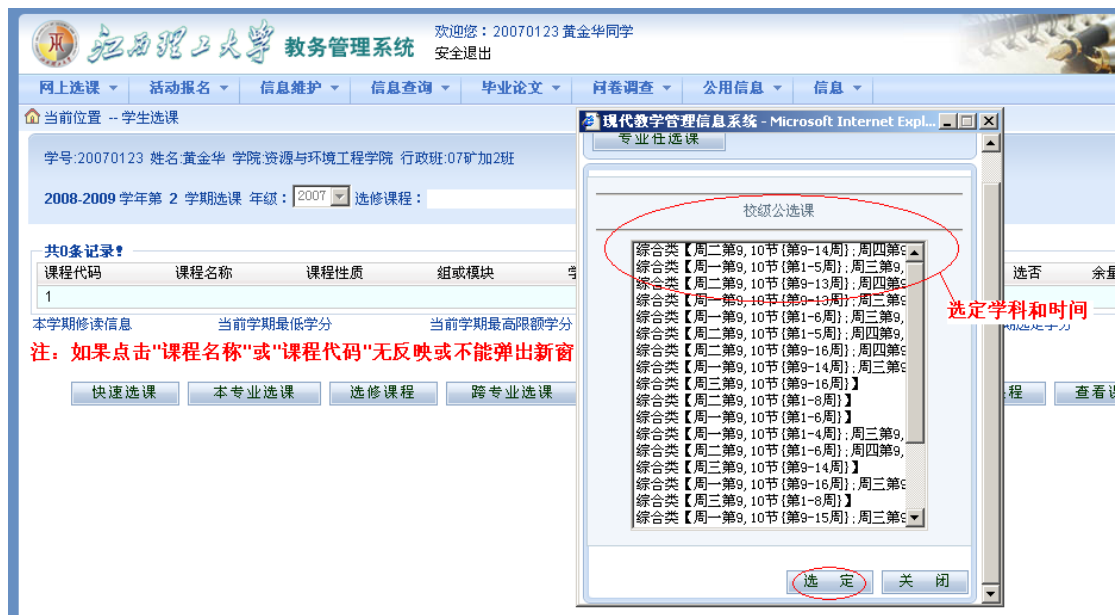 江西理工大学 教务管理系统
欢迎您：20070123 黄金华同学
安全退出
网上选课 活动报名 信息维护 信息查询 毕业论文 问卷调查 公用信息 信息
当前位置 -- 学生选课
学号:20070123 姓名:黄金华 学院:资源与环境工程学院 行政班:07矿加2班
2008-2009 学年第 2 学期选课 年级： 2007 选修课程：
共0条记录!
课程代码 课程名称 课程性质 组或模块 选否 余量
1
本学期修读信息 当前学期最低学分 当前学期最高限额学分 期选定学分
注：如果点击"课程名称"或"课程代码"无反映或不能弹出新窗
快速选课 本专业选课 选修课程 跨专业选课 程 查看课
现代教学管理信息系统 - Microsoft Internet Expl...
专业任选课
校级公选课
综合类【周二第9,10节{第9-14周};周四第9
综合类【周一第9,10节{第1-5周};周三第9,
综合类【周二第9,10节{第9-13周};周四第9
综合类【周一第9,10节{第9-13周};周三第9
综合类【周一第9,10节{第1-6周};周三第9,
综合类【周二第9,10节{第1-5周};周四第9,
综合类【周二第9,10节{第9-16周};周四第9
综合类【周一第9,10节{第9-14周};周三第9
综合类【周三第9,10节{第9-16周}】
综合类【周二第9,10节{第1-8周}】
综合类【周一第9,10节{第1-6周}】
综合类【周一第9,10节{第1-4周};周三第9,
综合类【周二第9,10节{第1-6周};周四第9,
综合类【周三第9,10节{第9-14周}】
综合类【周一第9,10节{第9-16周};周三第9
综合类【周三第9,10节{第1-8周}】
综合类【周一第9,10节{第9-15周};周三第9
选定学科和时间
选 定 关 闭